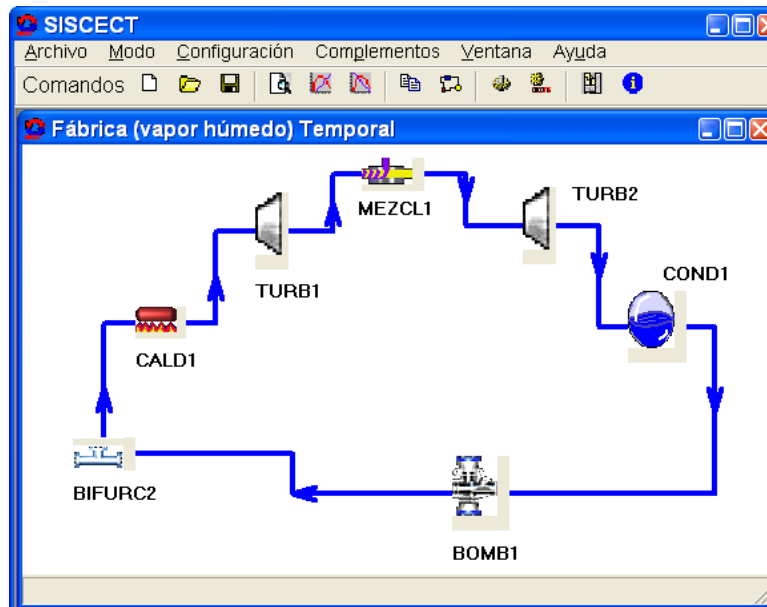 SISCECT
Archivo Modo Configuración Complementos Ventana Ayuda
Comandos
Fábrica (vapor húmedo) Temporal
MEZCL1
TURB2
TURB1
COND1
CALD1
BIFURC2
BOMB1